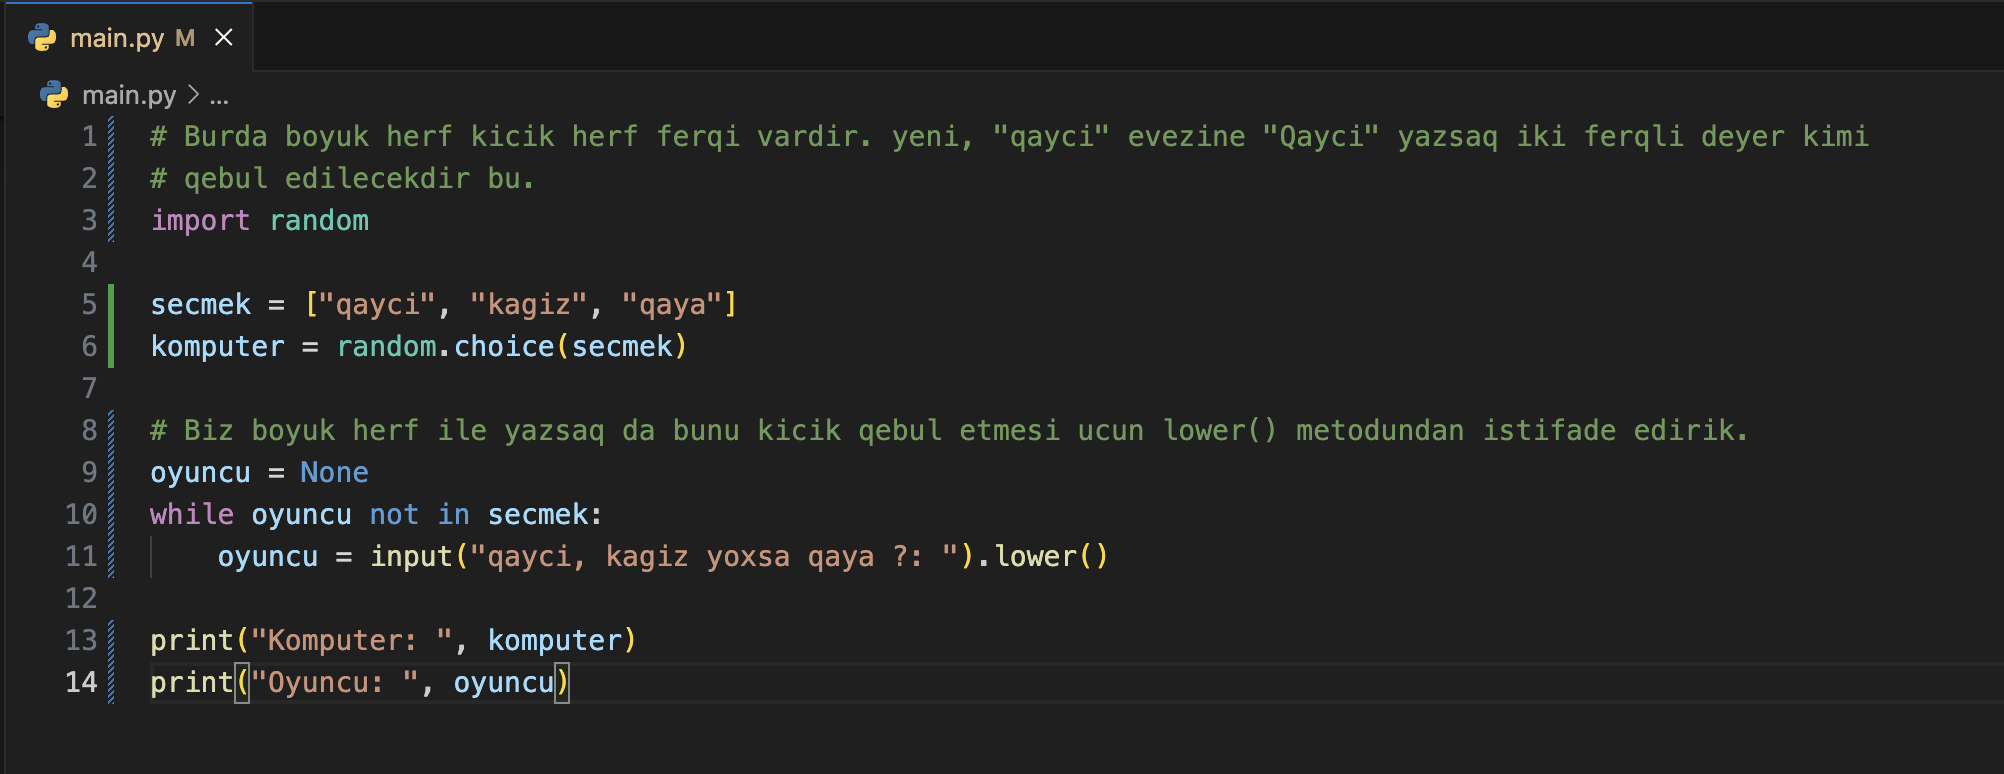 main.py M
main.py > ...
1 # Burda boyuk herf kicik herf ferqi vardir. yeni, "qayci" evezine "Qayci" yazsaq iki ferqli deyer kimi
2 # qebul edilecekdir bu.
3 import random
4
5 secmek = ["qayci", "kagiz", "qaya"]
6 komputer = random.choice(secmek)
7
8 # Biz boyuk herf ile yazsaq da bunu kicik qebul etmesi ucun lower() metodundan istifade edirik.
9 oyuncu = None
10 while oyuncu not in secmek:
11     oyuncu = input("qayci, kagiz yoxsa qaya ?: ").lower()
12
13 print("Komputer: ", komputer)
14 print("Oyuncu: ", oyuncu)